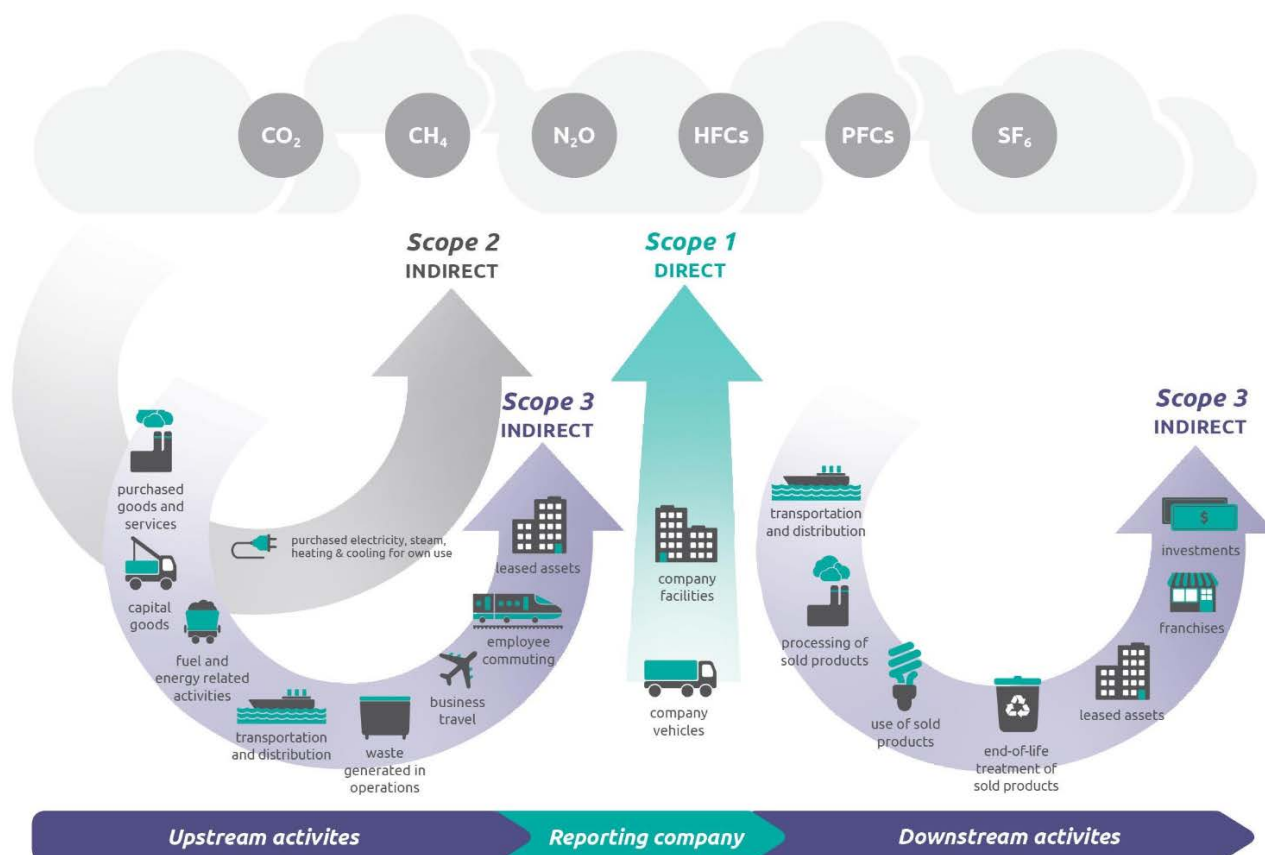 CO₂
CH₄
N₂O
HFCs
PFCs
SF₆
Scope 2
INDIRECT
Scope 1
DIRECT
Scope 3
INDIRECT
Scope 3
INDIRECT
purchased
goods and
services
capital
goods
fuel and
energy related
activities
purchased electricity, steam,
heating & cooling for own use
transportation
and distribution
waste
generated in
operations
business
travel
employee
commuting
leased assets
company
facilities
company
vehicles
transportation
and distribution
processing of
sold products
use of sold
products
end-of-life
treatment of
sold products
leased assets
franchises
$
investments
Upstream activites
Reporting company
Downstream activites